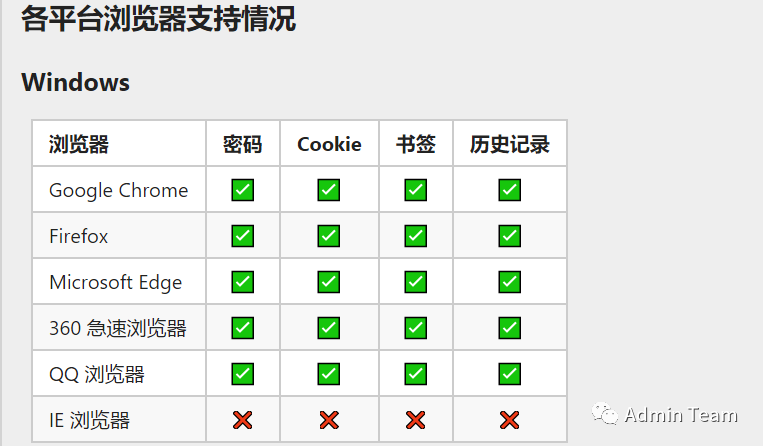 各平台浏览器支持情况
Windows
浏览器 密码 Cookie 书签 历史记录
Google Chrome ✅ ✅ ✅ ✅
Firefox ✅ ✅ ✅ ✅
Microsoft Edge ✅ ✅ ✅ ✅
360 急速浏览器 ✅ ✅ ✅ ✅
QQ 浏览器 ✅ ✅ ✅ ✅
IE 浏览器 ❌ ❌ ❌ ❌
Admin Team